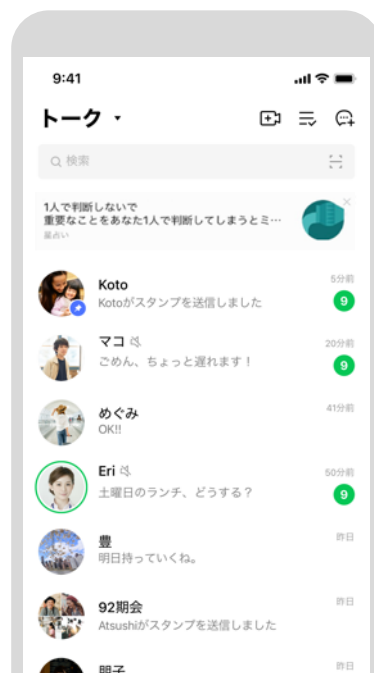 9:41
トーク
検索
1人で判断しないで
重要なことをあなた1人で判断してしまうとミ…
星占い
Koto
5分前
Kotoがスタンプを送信しました
9
マコ
20分前
ごめん、ちょっと遅れます！
9
めぐみ
41分前
OK!!
Eri
50分前
土曜日のランチ、どうする？
9
豊
昨日
明日持っていくね。
92期会
昨日
Atsushiがスタンプを送信しました
朋子
昨日